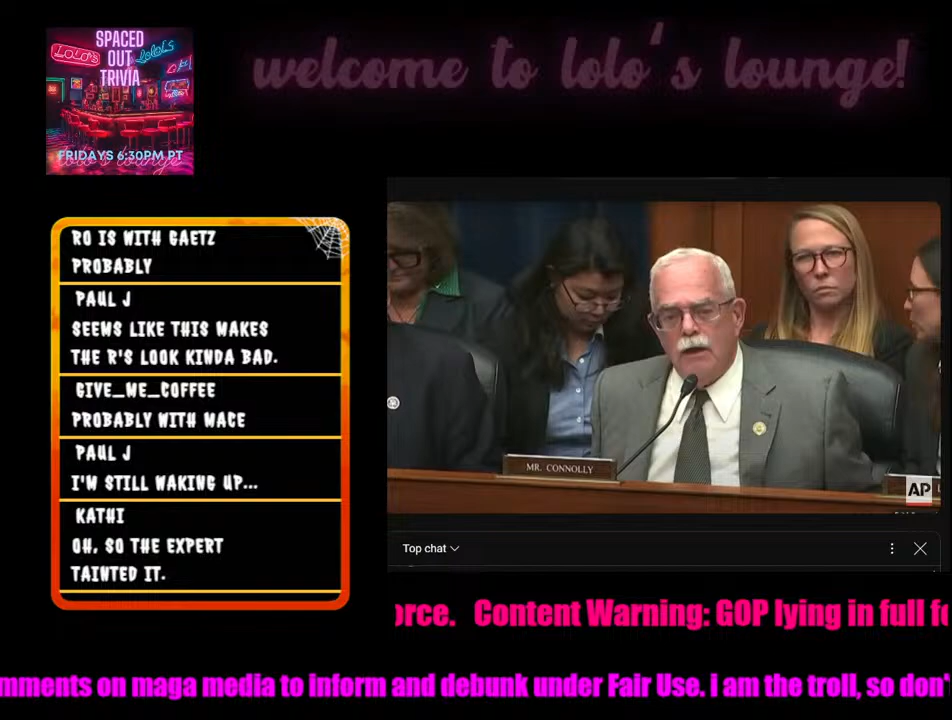 SPACED
OUT
TRIVIA
LOLO'S
FRIDAYS 6:30PM PT
lolo's lounge
welcome to lolo's lounge!
RO IS WITH GAETZ
PROBABLY
PAUL J
SEEMS LIKE THIS MAKES
THE R'S LOOK KINDA BAD.
GIVE_ME_COFFEE
PROBABLY WITH MACE
PAUL J
I'M STILL WAKING UP...
KATHI
OH, SO THE EXPERT
TAINTED IT.
MR. CONNOLLY
AP
Top chat
orce. Content Warning: GOP lying in full fo
mments on maga media to inform and debunk under Fair Use. I am the troll, so don'